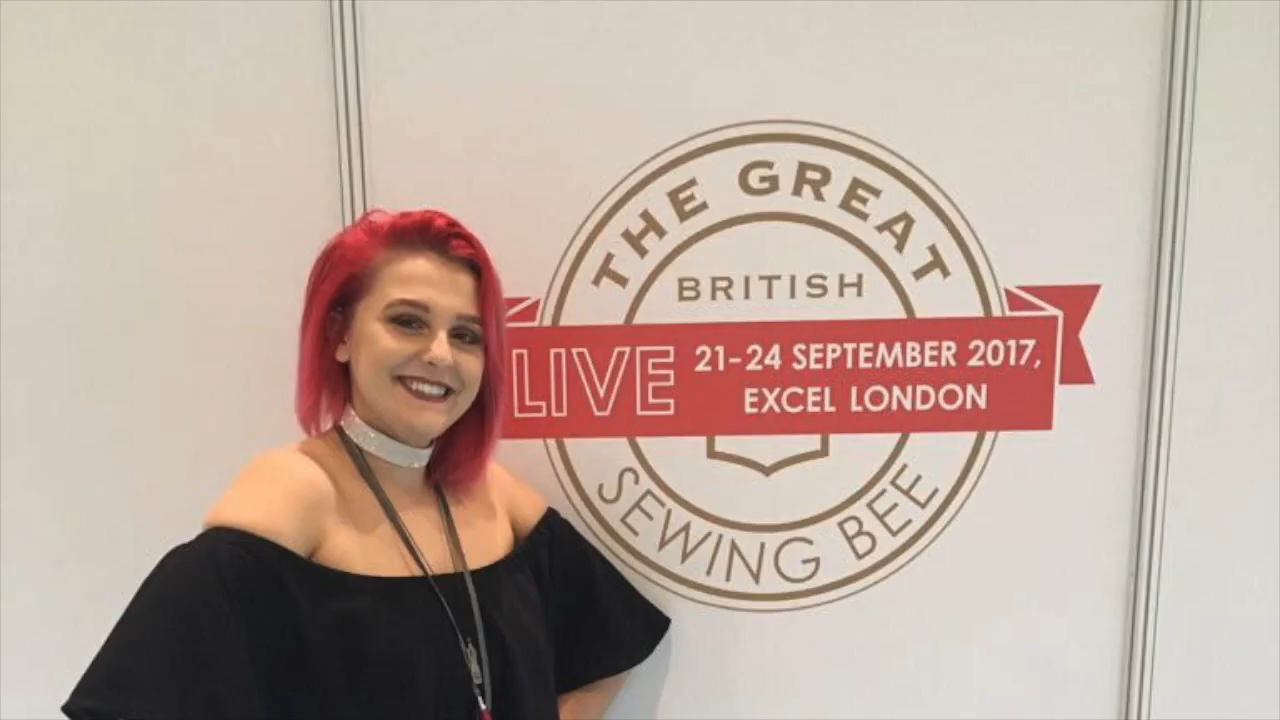 THE GREAT
BRITISH
LIVE
21-24 SEPTEMBER 2017,
EXCEL LONDON
SEWING BEE